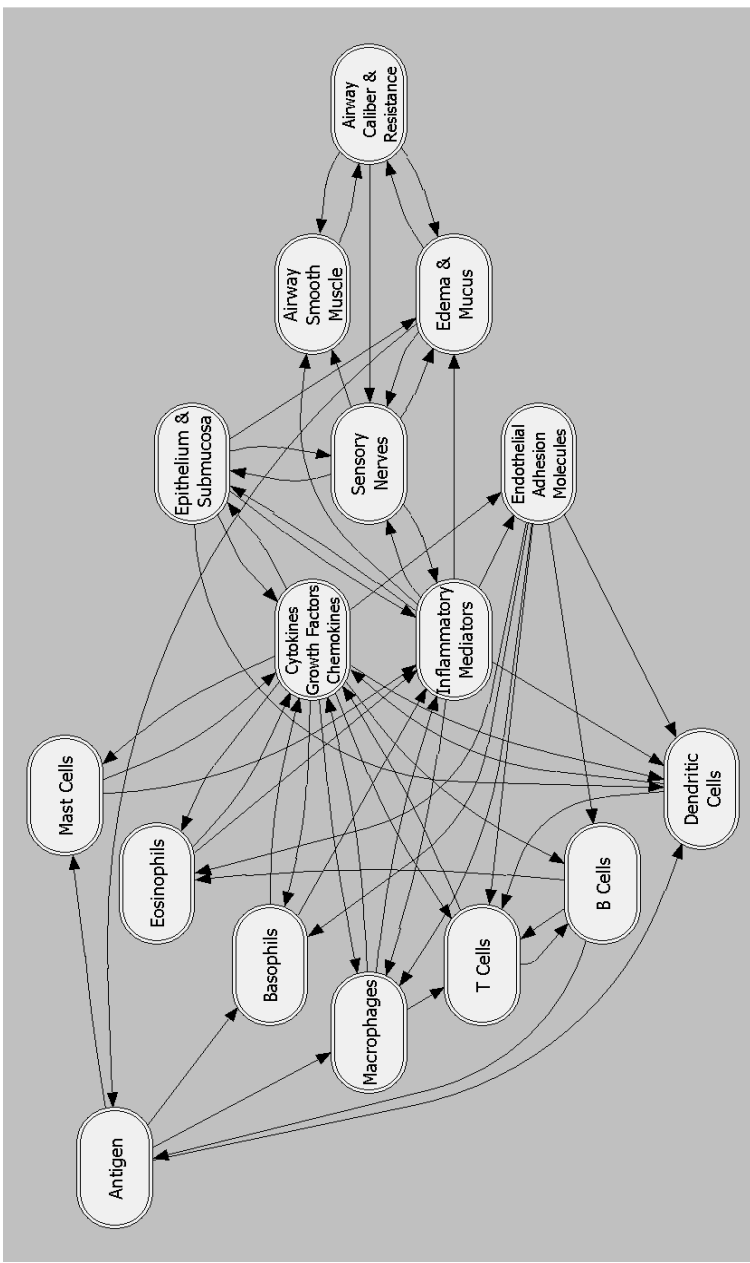 Airway
Caliber &
Resistance
Airway
Smooth
Muscle
Edema &
Mucus
Epithelium &
Submucosa
Sensory
Nerves
Endothelial
Adhesion
Molecules
Cytokines
Growth Factors
Chemokines
Inflammatory
Mediators
Mast Cells
Eosinophils
Basophils
Macrophages
T Cells
B Cells
Dendritic
Cells
Antigen